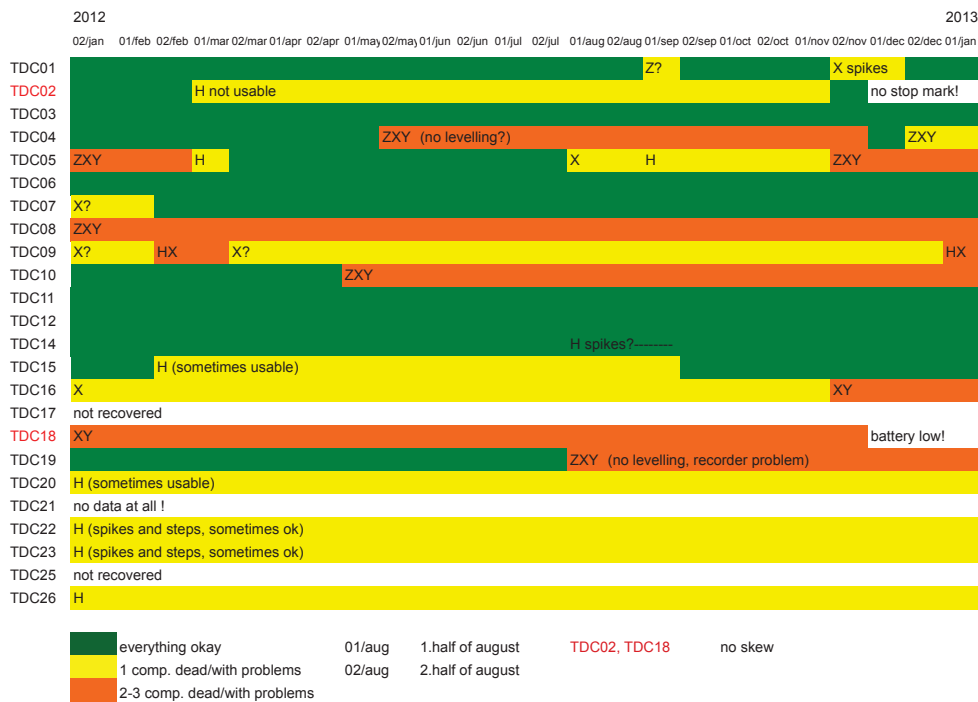 2012 2013
02/jan 01/feb 02/feb 01/mar 02/mar 01/apr 02/apr 01/may 02/may 01/jun 02/jun 01/jul 02/jul 01/aug 02/aug 01/sep 02/sep 01/oct 02/oct 01/nov 02/nov 01/dec 02/dec 01/jan
TDC01 Z? X spikes
TDC02 H not usable no stop mark!
TDC03
TDC04 ZXY (no levelling?) ZXY
TDC05 ZXY H X H ZXY
TDC06
TDC07 X?
TDC08 ZXY
TDC09 X? HX X? HX
TDC10 ZXY
TDC11
TDC12
TDC14 H spikes?--------
TDC15 H (sometimes usable)
TDC16 X XY
TDC17 not recovered
TDC18 XY battery low!
TDC19 ZXY (no levelling, recorder problem)
TDC20 H (sometimes usable)
TDC21 no data at all !
TDC22 H (spikes and steps, sometimes ok)
TDC23 H (spikes and steps, sometimes ok)
TDC25 not recovered
TDC26 H
everything okay 01/aug 1.half of august TDC02, TDC18 no skew
1 comp. dead/with problems 02/aug 2.half of august
2-3 comp. dead/with problems